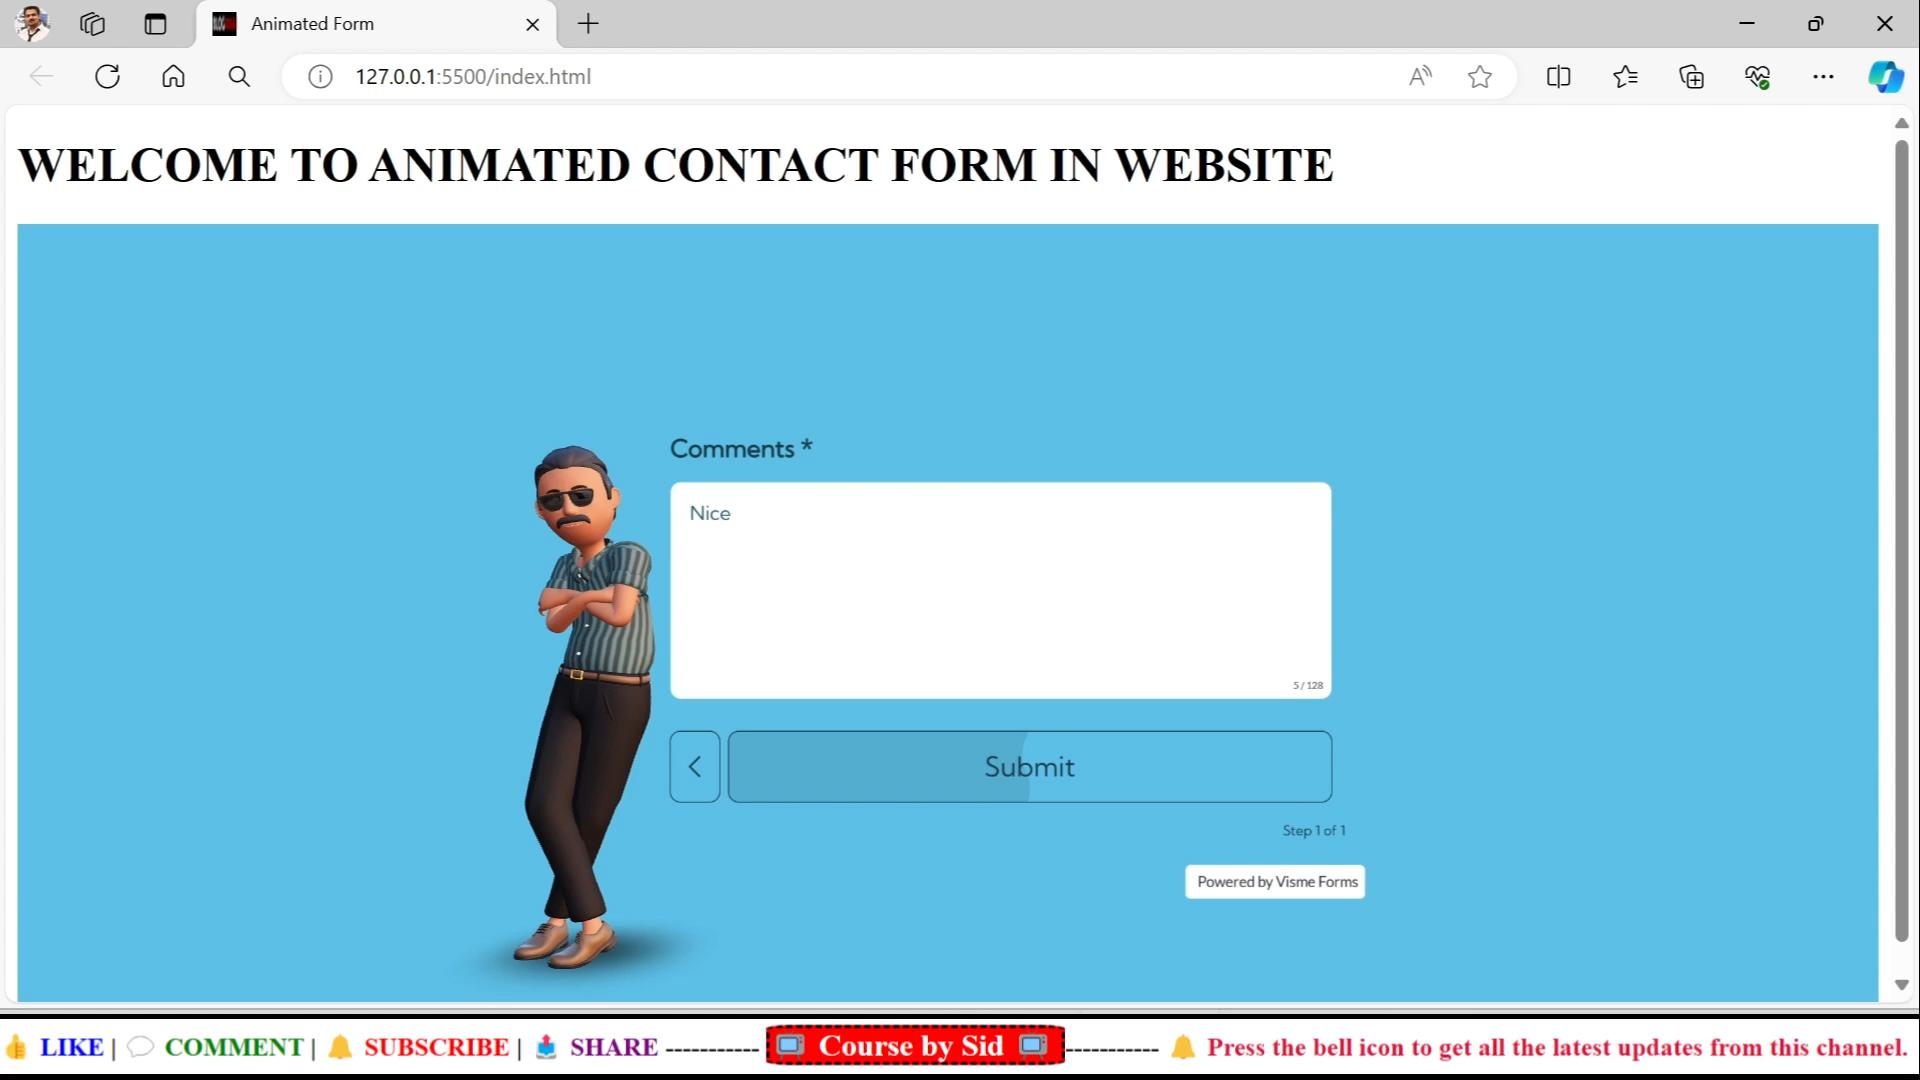 Animated Form
127.0.0.1:5500/index.html
WELCOME TO ANIMATED CONTACT FORM IN WEBSITE
Comments *
Nice
5/128
Submit
Step 1 of 1
Powered by Visme Forms
LIKE | COMMENT | SUBSCRIBE | SHARE ----------- Course by Sid ----------- Press the bell icon to get all the latest updates from this channel.